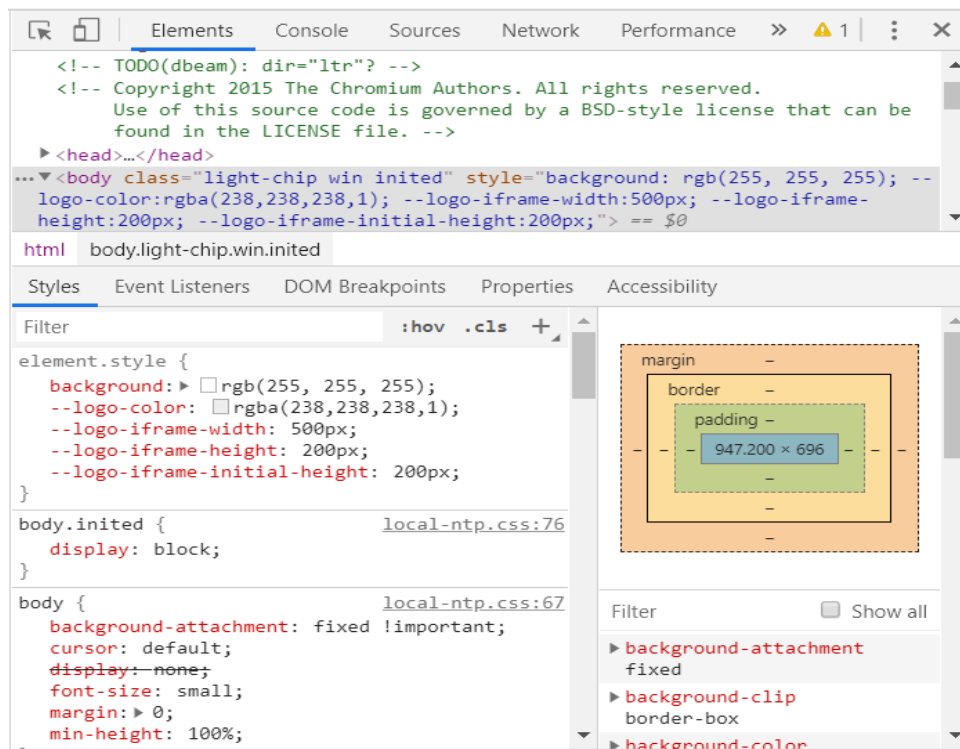 Elements Console Sources Network Performance » 1
<!-- TODO(dbeam): dir="ltr"? -->
<!-- Copyright 2015 The Chromium Authors. All rights reserved.
Use of this source code is governed by a BSD-style license that can be
found in the LICENSE file. -->
▶<head>…</head>
…▼<body class="light-chip win inited" style="background: rgb(255, 255, 255); --
logo-color:rgba(238,238,238,1); --logo-iframe-width:500px; --logo-iframe-
height:200px; --logo-iframe-initial-height:200px;"> == $0
html body.light-chip.win.inited
Styles Event Listeners DOM Breakpoints Properties Accessibility
Filter :hov .cls +
element.style {
background:▶ rgb(255, 255, 255);
--logo-color: rgba(238,238,238,1);
--logo-iframe-width: 500px;
--logo-iframe-height: 200px;
--logo-iframe-initial-height: 200px;
}
body.inited { local-ntp.css:76
display: block;
}
body { local-ntp.css:67
background-attachment: fixed !important;
cursor: default;
display: none;
font-size: small;
margin:▶ 0;
min-height: 100%;
margin –
border –
padding –
– – – 947.200 × 696 – – –
–
–
–
Filter Show all
▶background-attachment
fixed
▶background-clip
border-box
▶background-color